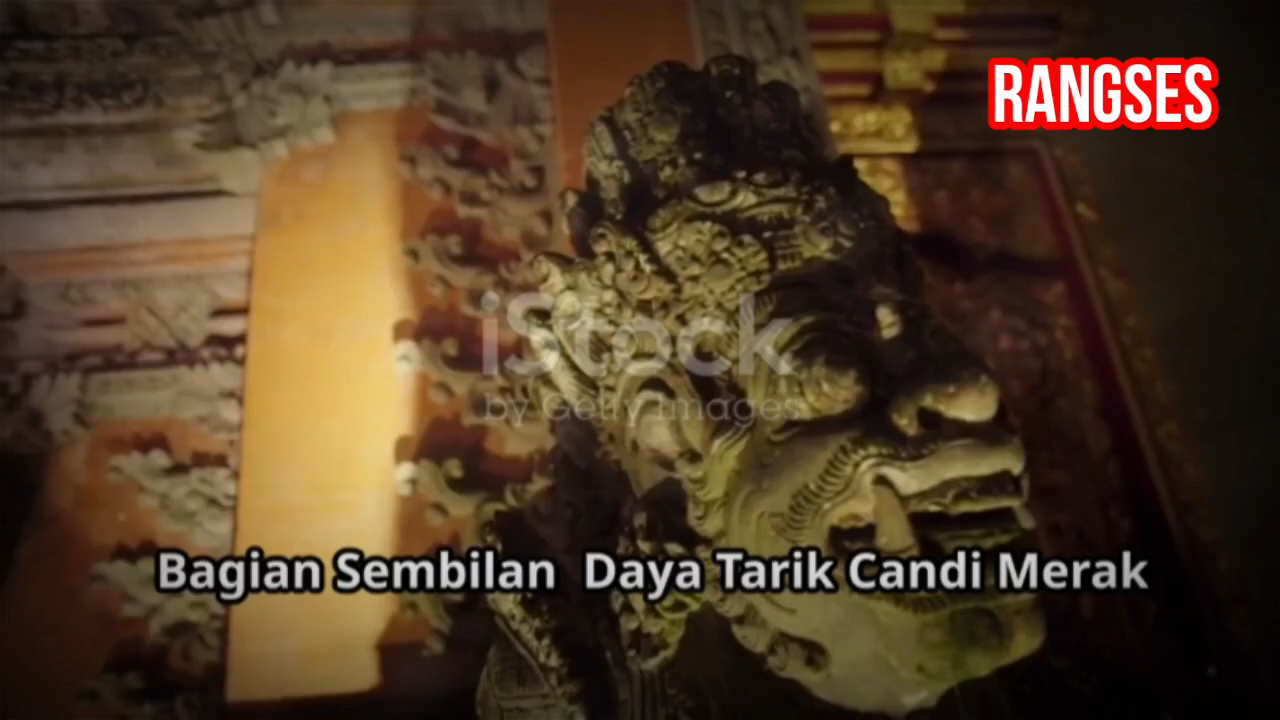 RANGSES
iStock
by Getty Images
Bagian Sembilan  Daya Tarik Candi Merak